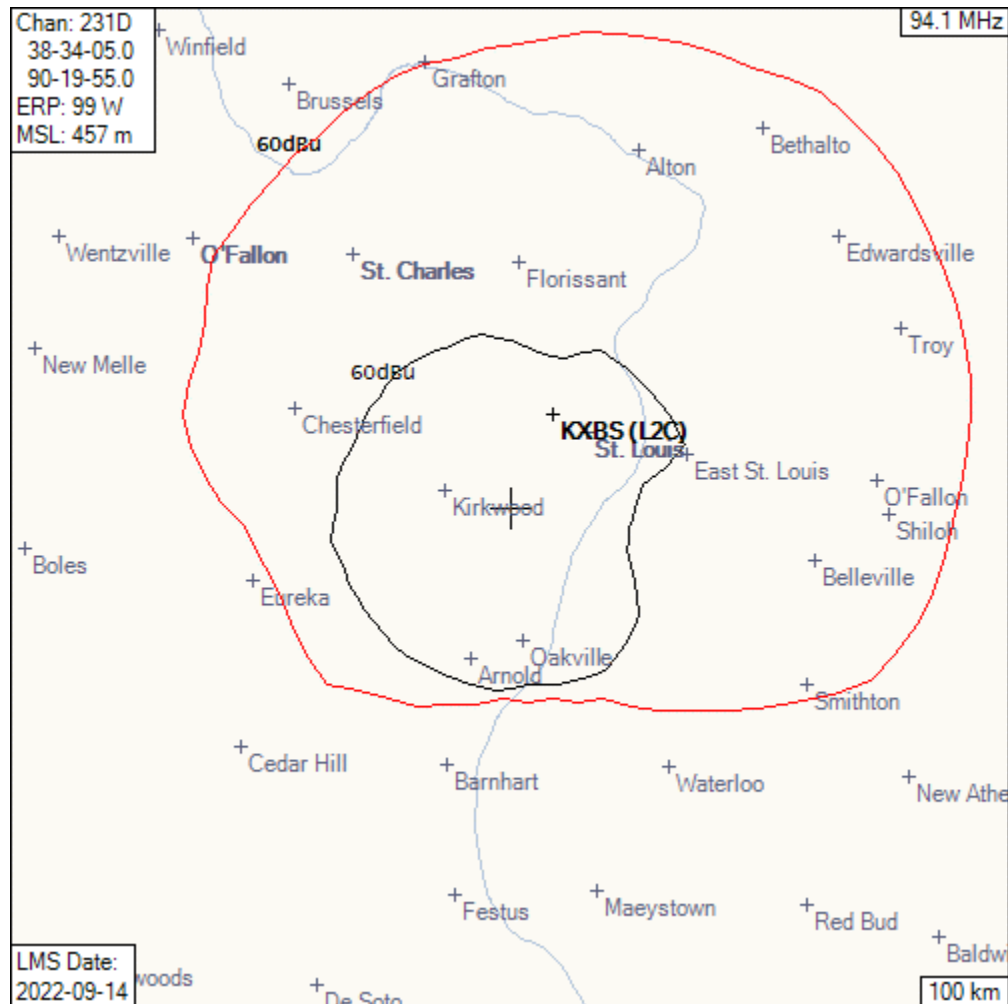 Chan: 231D
38-34-05.0
90-19-55.0
ERP: 99 W
MSL: 457 m
94.1 MHz
Winfield
Grafton
Brussels
60dBu
Bethalto
Alton
Wentzville
O'Fallon
St. Charles
Florissant
Edwardsville
New Melle
60dBu
Troy
Chesterfield
KXBS (L2C)
St. Louis
East St. Louis
Kirkwood
O'Fallon
Shiloh
Boles
Eureka
Belleville
Arnold
Oakville
Smithton
Cedar Hill
Barnhart
Waterloo
New Athe
Festus
Maeystown
Red Bud
Baldwi
LMS Date:
2022-09-14
woods
De Soto
100 km